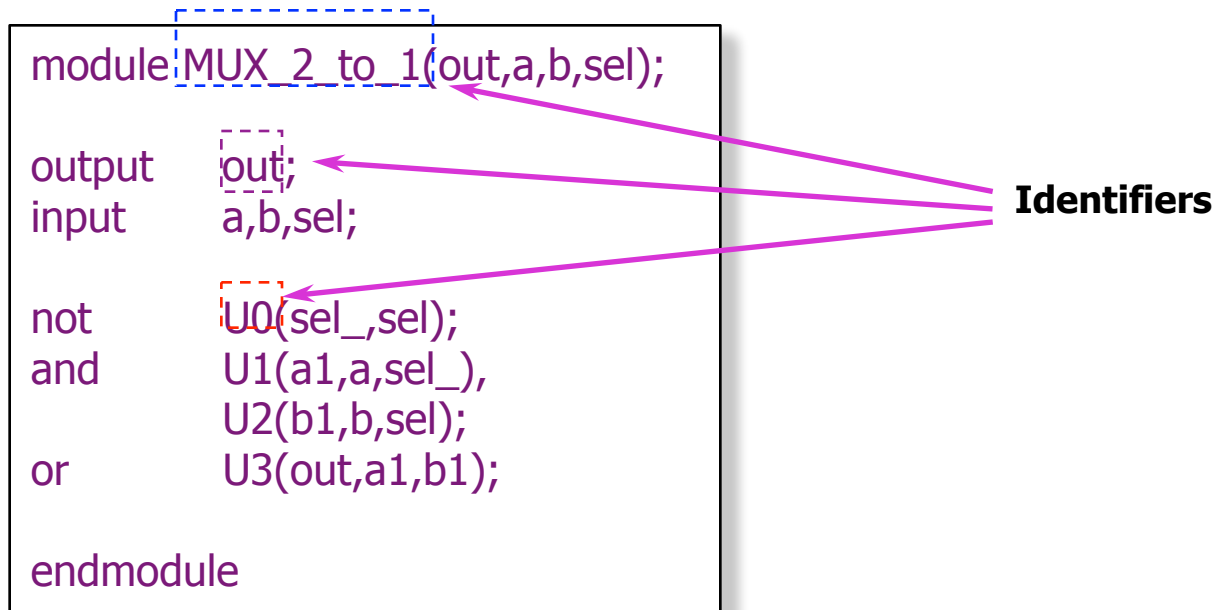 module MUX_2_to_1(out,a,b,sel);
output out;
input a,b,sel;
Identifiers
not U0(sel_,sel);
and U1(a1,a,sel_),
U2(b1,b,sel);
or U3(out,a1,b1);
endmodule